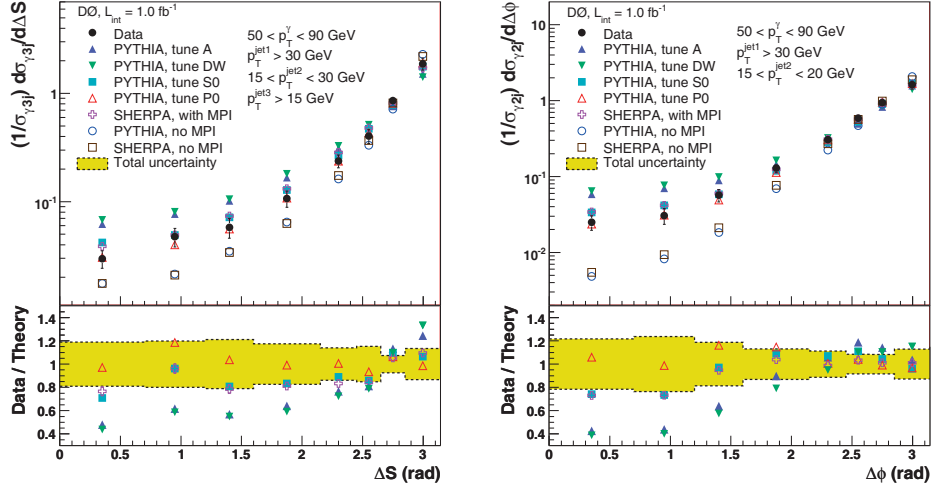 DØ, L_int = 1.0 fb⁻¹
Data
PYTHIA, tune A
PYTHIA, tune DW
PYTHIA, tune S0
PYTHIA, tune P0
SHERPA, with MPI
PYTHIA, no MPI
SHERPA, no MPI
Total uncertainty
50 < p_T^γ < 90 GeV
p_T^jet1 > 30 GeV
15 < p_T^jet2 < 30 GeV
p_T^jet3 > 15 GeV
(1/σ_γ3j) dσ_γ3j/dΔS
1
10⁻¹
Data / Theory
1.4
1.2
1
0.8
0.6
0.4
0 0.5 1 1.5 2 2.5 3
ΔS (rad)
DØ, L_int = 1.0 fb⁻¹
Data
PYTHIA, tune A
PYTHIA, tune DW
PYTHIA, tune S0
PYTHIA, tune P0
SHERPA, with MPI
PYTHIA, no MPI
SHERPA, no MPI
Total uncertainty
50 < p_T^γ < 90 GeV
p_T^jet1 > 30 GeV
15 < p_T^jet2 < 20 GeV
(1/σ_γ2j) dσ_γ2j/dΔϕ
10
1
10⁻¹
10⁻²
Data / Theory
1.4
1.2
1
0.8
0.6
0.4
0 0.5 1 1.5 2 2.5 3
Δϕ (rad)